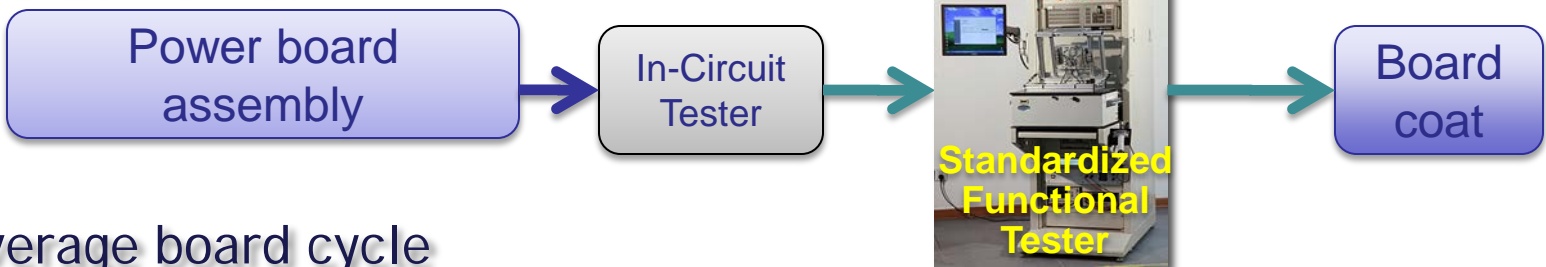 Power board
assembly
In-Circuit
Tester
Standardized
Functional
Tester
Board
coat
verage board cycle